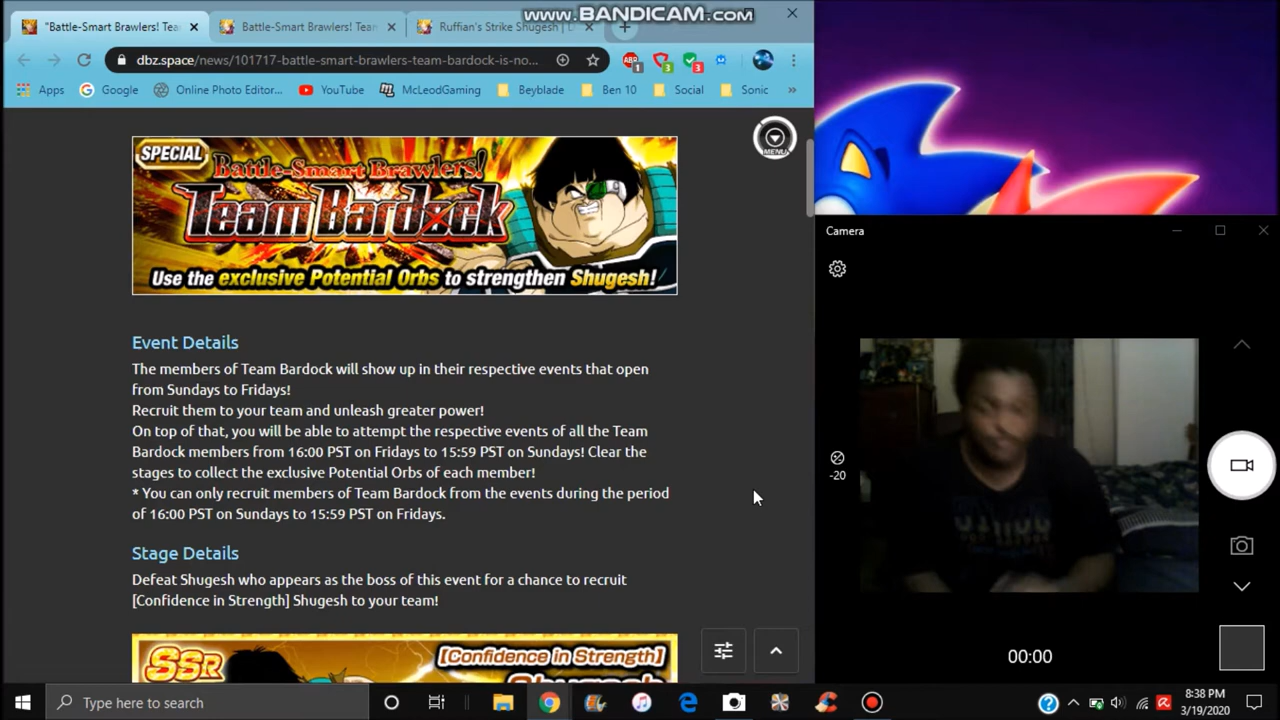 www.BANDICAM.com
"Battle-Smart Brawlers! Tea
Battle-Smart Brawlers! Team
Ruffian's Strike Shugesh |
dbz.space/news/101717-battle-smart-brawlers-team-bardock-is-no...
ABP
1
3
3
Apps
Google
Online Photo Editor...
YouTube
McLeodGaming
Beyblade
Ben 10
Social
Sonic
»
SPECIAL
Battle-Smart Brawlers!
Team Bardock
Use the exclusive Potential Orbs to strengthen Shugesh!
MENU
Event Details
The members of Team Bardock will show up in their respective events that open
from Sundays to Fridays!
Recruit them to your team and unleash greater power!
On top of that, you will be able to attempt the respective events of all the Team
Bardock members from 16:00 PST on Fridays to 15:59 PST on Sundays! Clear the
stages to collect the exclusive Potential Orbs of each member!
* You can only recruit members of Team Bardock from the events during the period
of 16:00 PST on Sundays to 15:59 PST on Fridays.
Stage Details
Defeat Shugesh who appears as the boss of this event for a chance to recruit
[Confidence in Strength] Shugesh to your team!
SSR
[Confidence in Strength]
Shugesh
Camera
-20
00:00
Type here to search
8:38 PM
3/19/2020